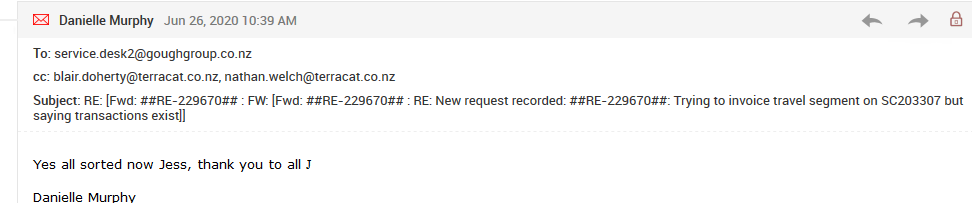 Danielle Murphy Jun 26, 2020 10:39 AM
To: service.desk2@goughgroup.co.nz
cc: blair.doherty@terracat.co.nz, nathan.welch@terracat.co.nz
Subject: RE: [Fwd: ##RE-229670## : FW: [Fwd: ##RE-229670## : RE: New request recorded: ##RE-229670##: Trying to invoice travel segment on SC203307 but
saying transactions exist]]
Yes all sorted now Jess, thank you to all J
Danielle Murphy